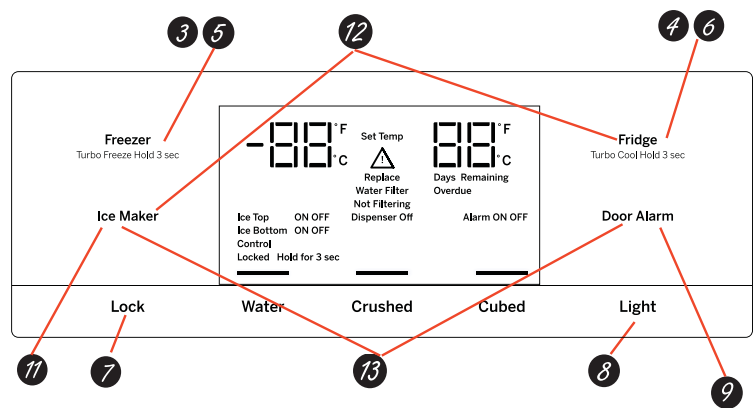 3 5 12 4 6
-88 °F °C
Set Temp
88 °F °C
Freezer
Turbo Freeze Hold 3 sec
Fridge
Turbo Cool Hold 3 sec
Replace
Water Filter
Not Filtering
Dispenser Off
Days Remaining
Overdue
Ice Maker
Ice Top ON OFF
Ice Bottom ON OFF
Control
Locked Hold for 3 sec
Alarm ON OFF
Door Alarm
Lock Water Crushed Cubed Light
11 7 13 8 9